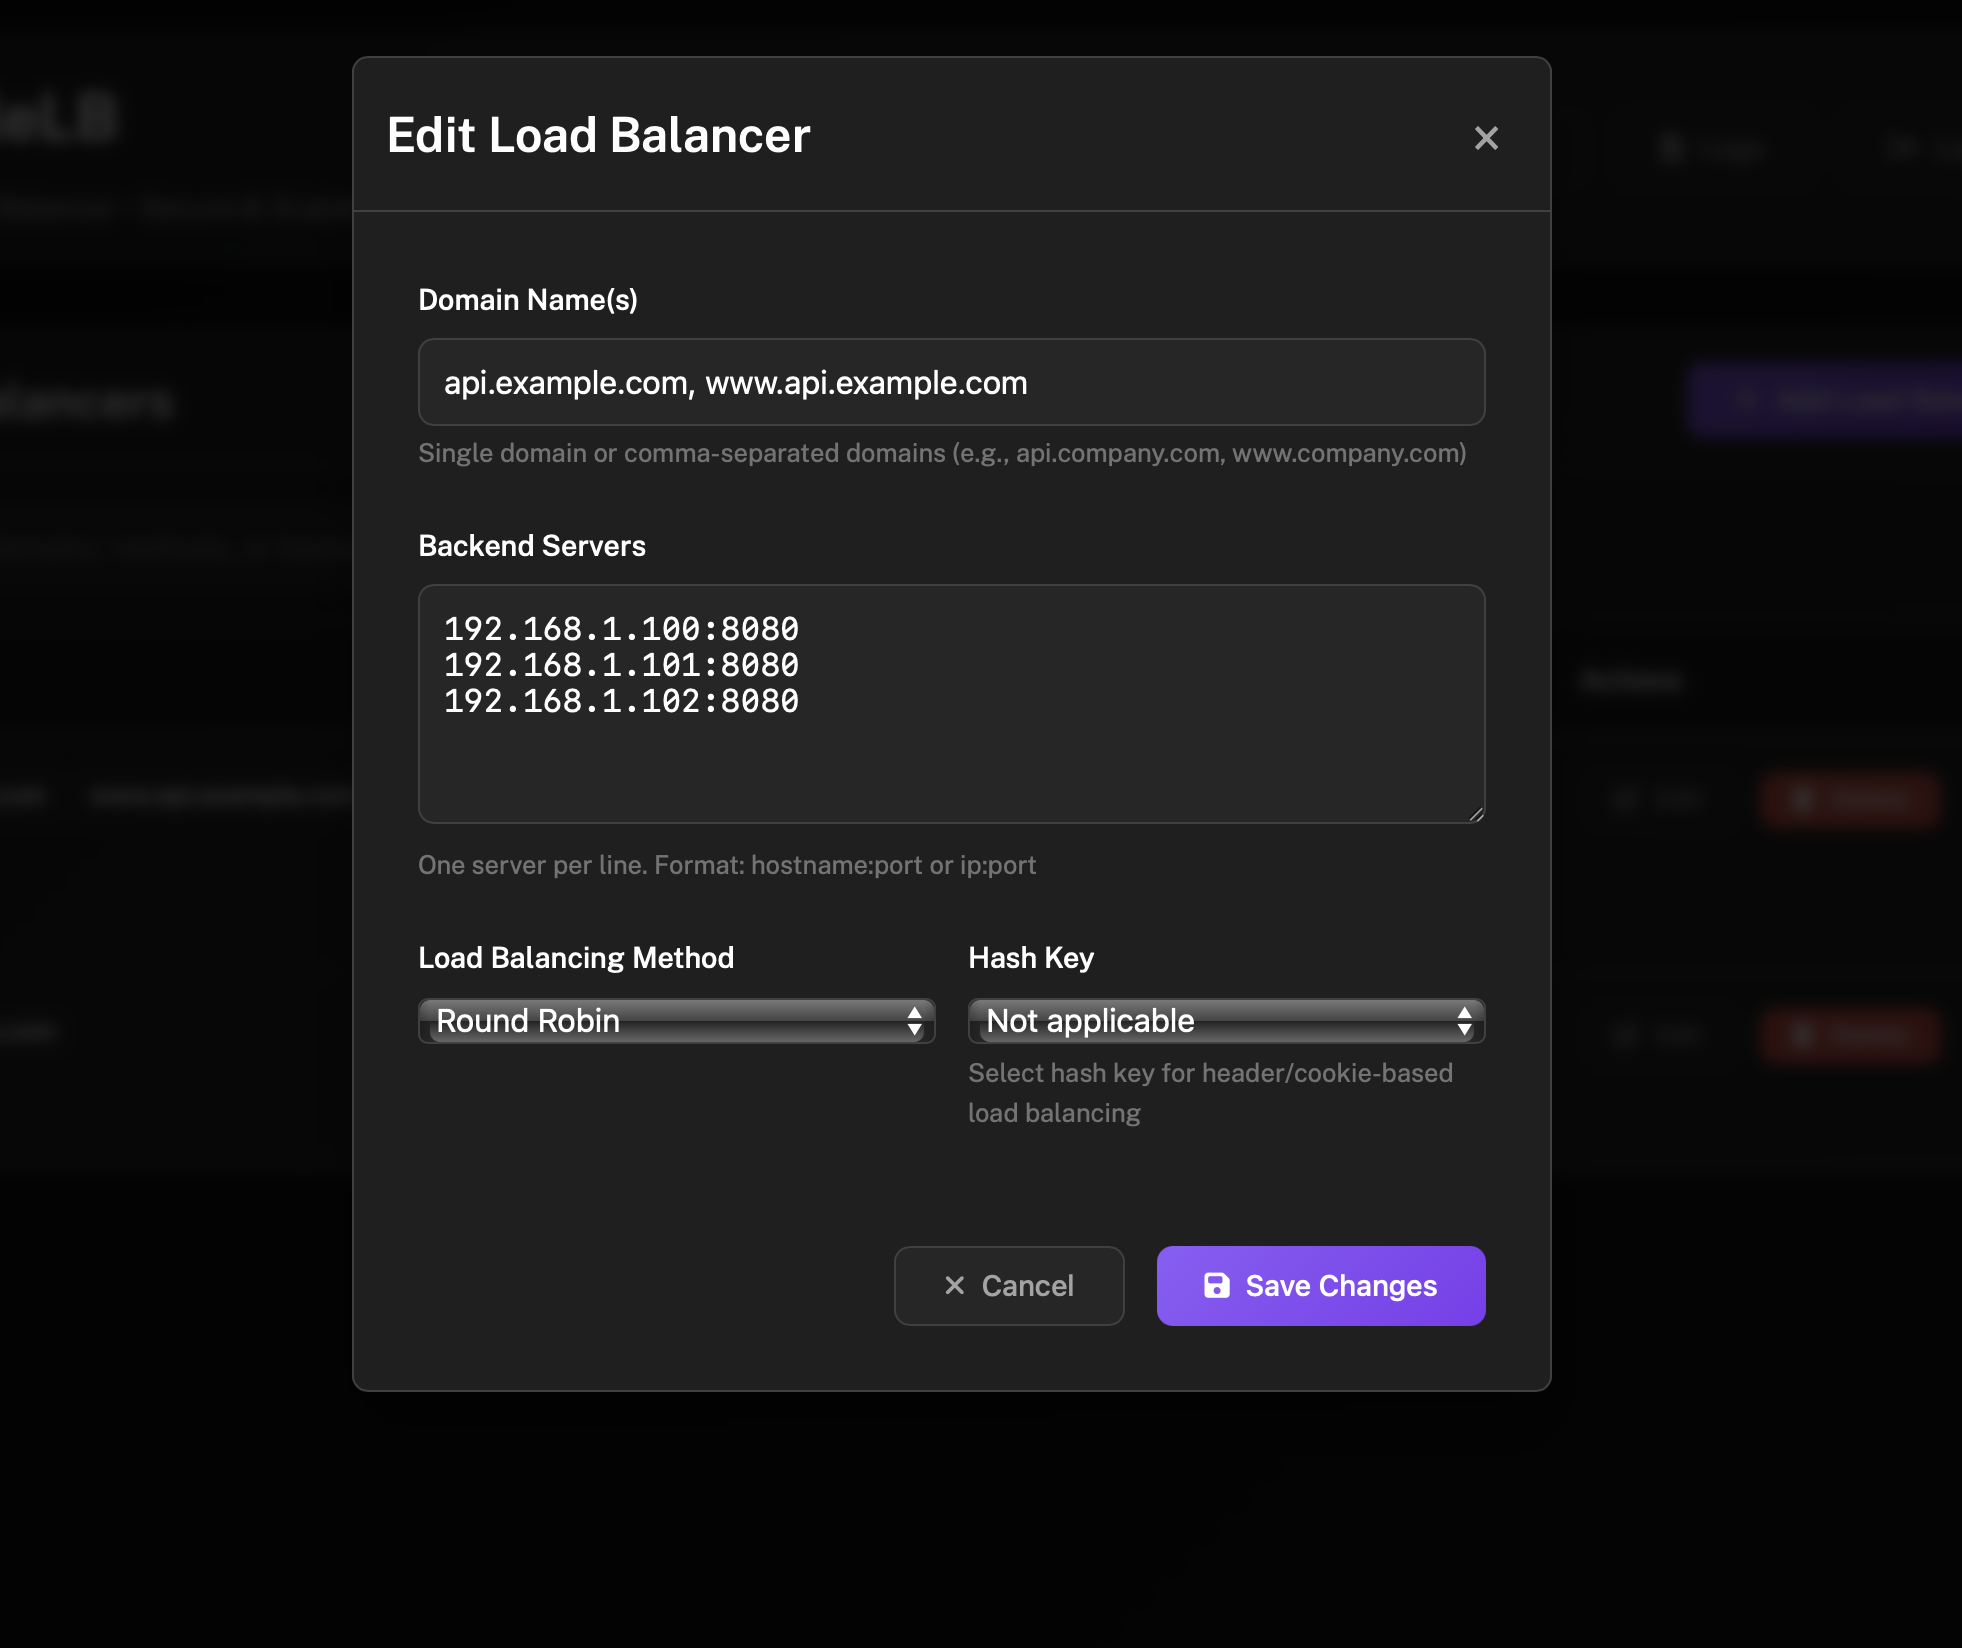 Edit Load Balancer
Domain Name(s)
api.example.com, www.api.example.com
Single domain or comma-separated domains (e.g., api.company.com, www.company.com)
Backend Servers
192.168.1.100:8080
192.168.1.101:8080
192.168.1.102:8080
One server per line. Format: hostname:port or ip:port
Load Balancing Method
Hash Key
Round Robin
Not applicable
Select hash key for header/cookie-based
load balancing
Cancel
Save Changes